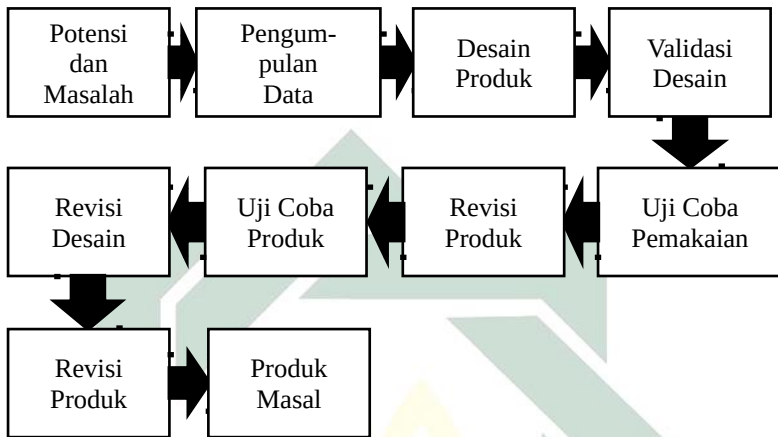 Potensi
dan
Masalah
Pengum-
pulan
Data
Desain
Produk
Validasi
Desain
Uji Coba
Pemakaian
Revisi
Produk
Uji Coba
Produk
Revisi
Desain
Revisi
Produk
Produk
Masal